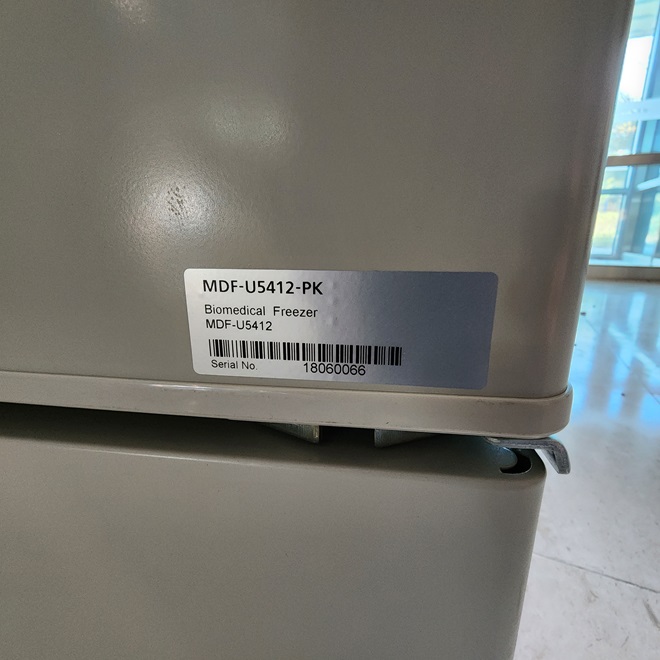 MDF-U5412-PK
Biomedical Freezer
MDF-U5412
Serial No. 18060066